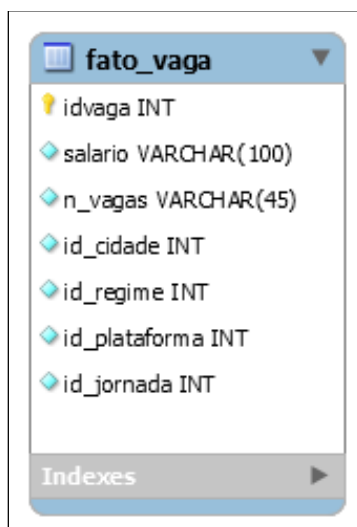 fato_vaga
idvaga INT
salario VARCHAR(100)
n_vagas VARCHAR(45)
id_cidade INT
id_regime INT
id_plataforma INT
id_jornada INT
Indexes